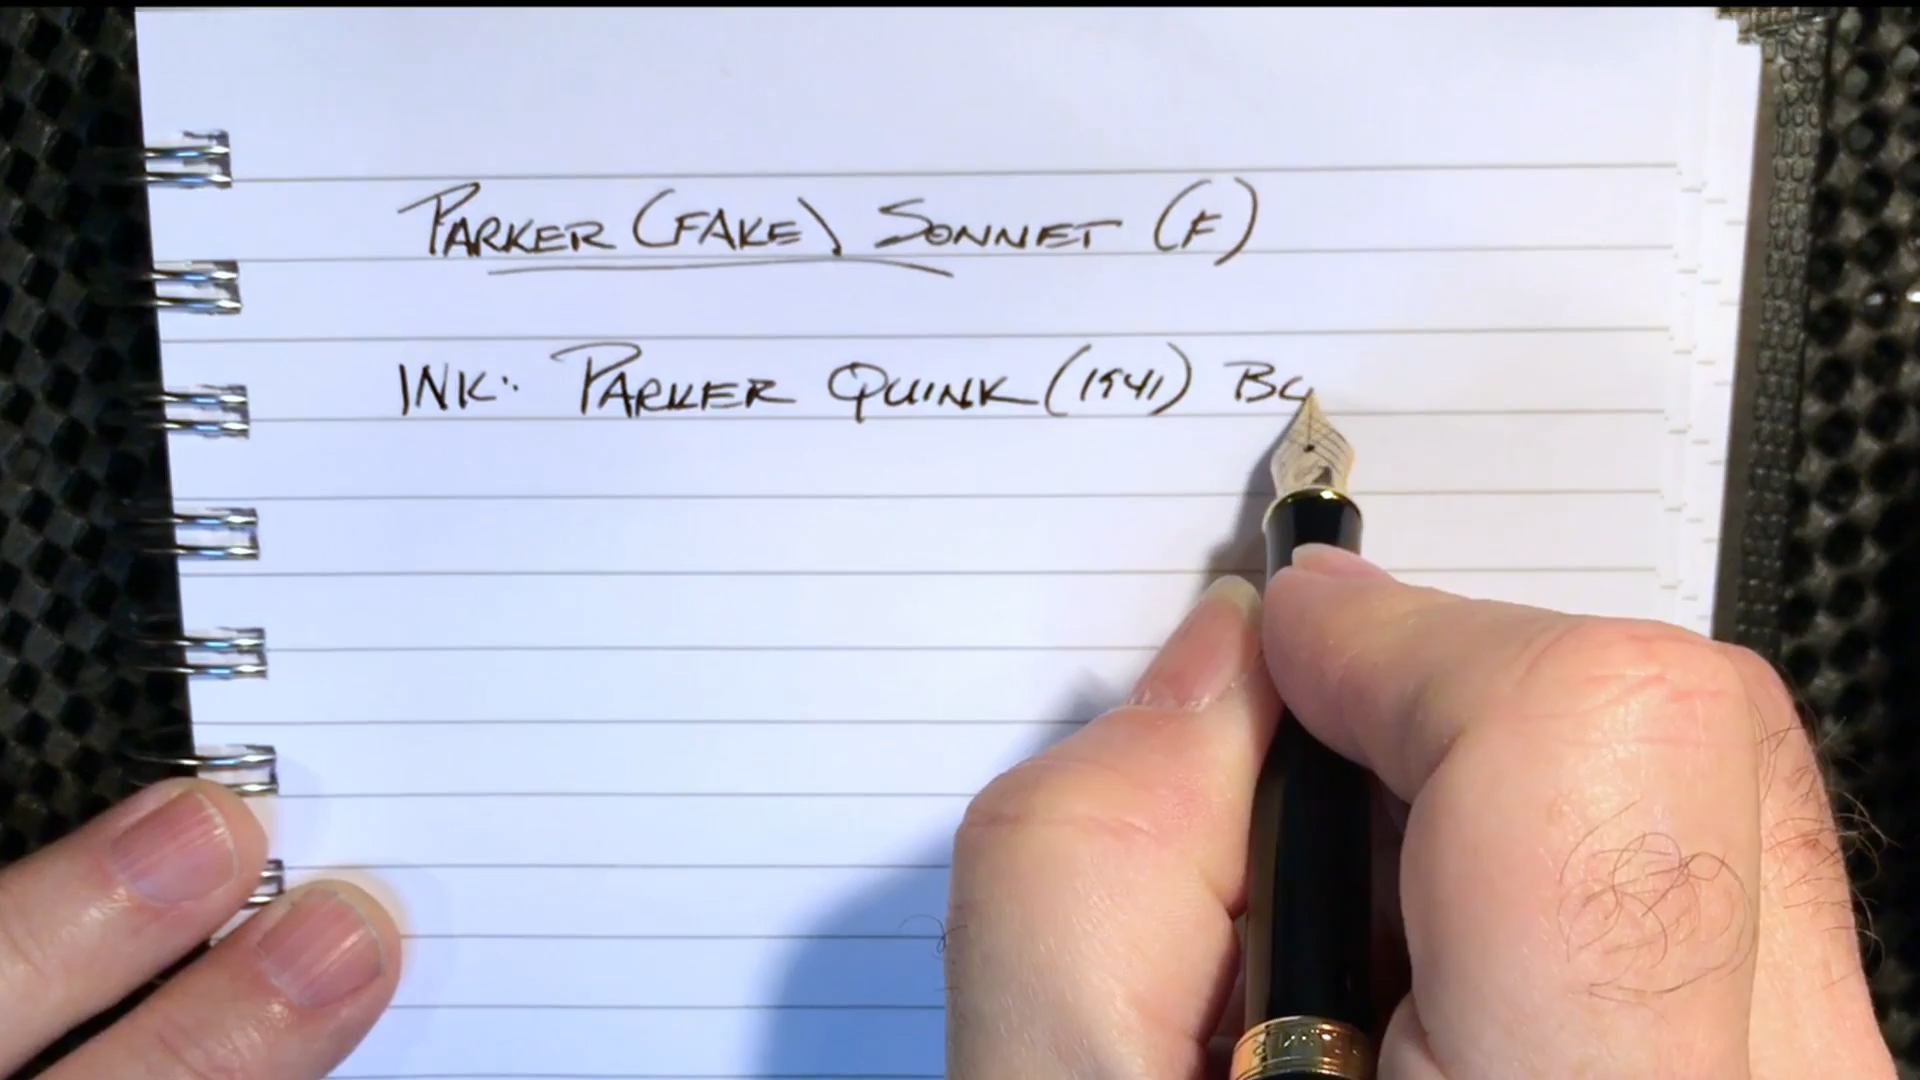 PARKER (FAKE) SONNET (F)
INK: PARKER QUINK (1941)